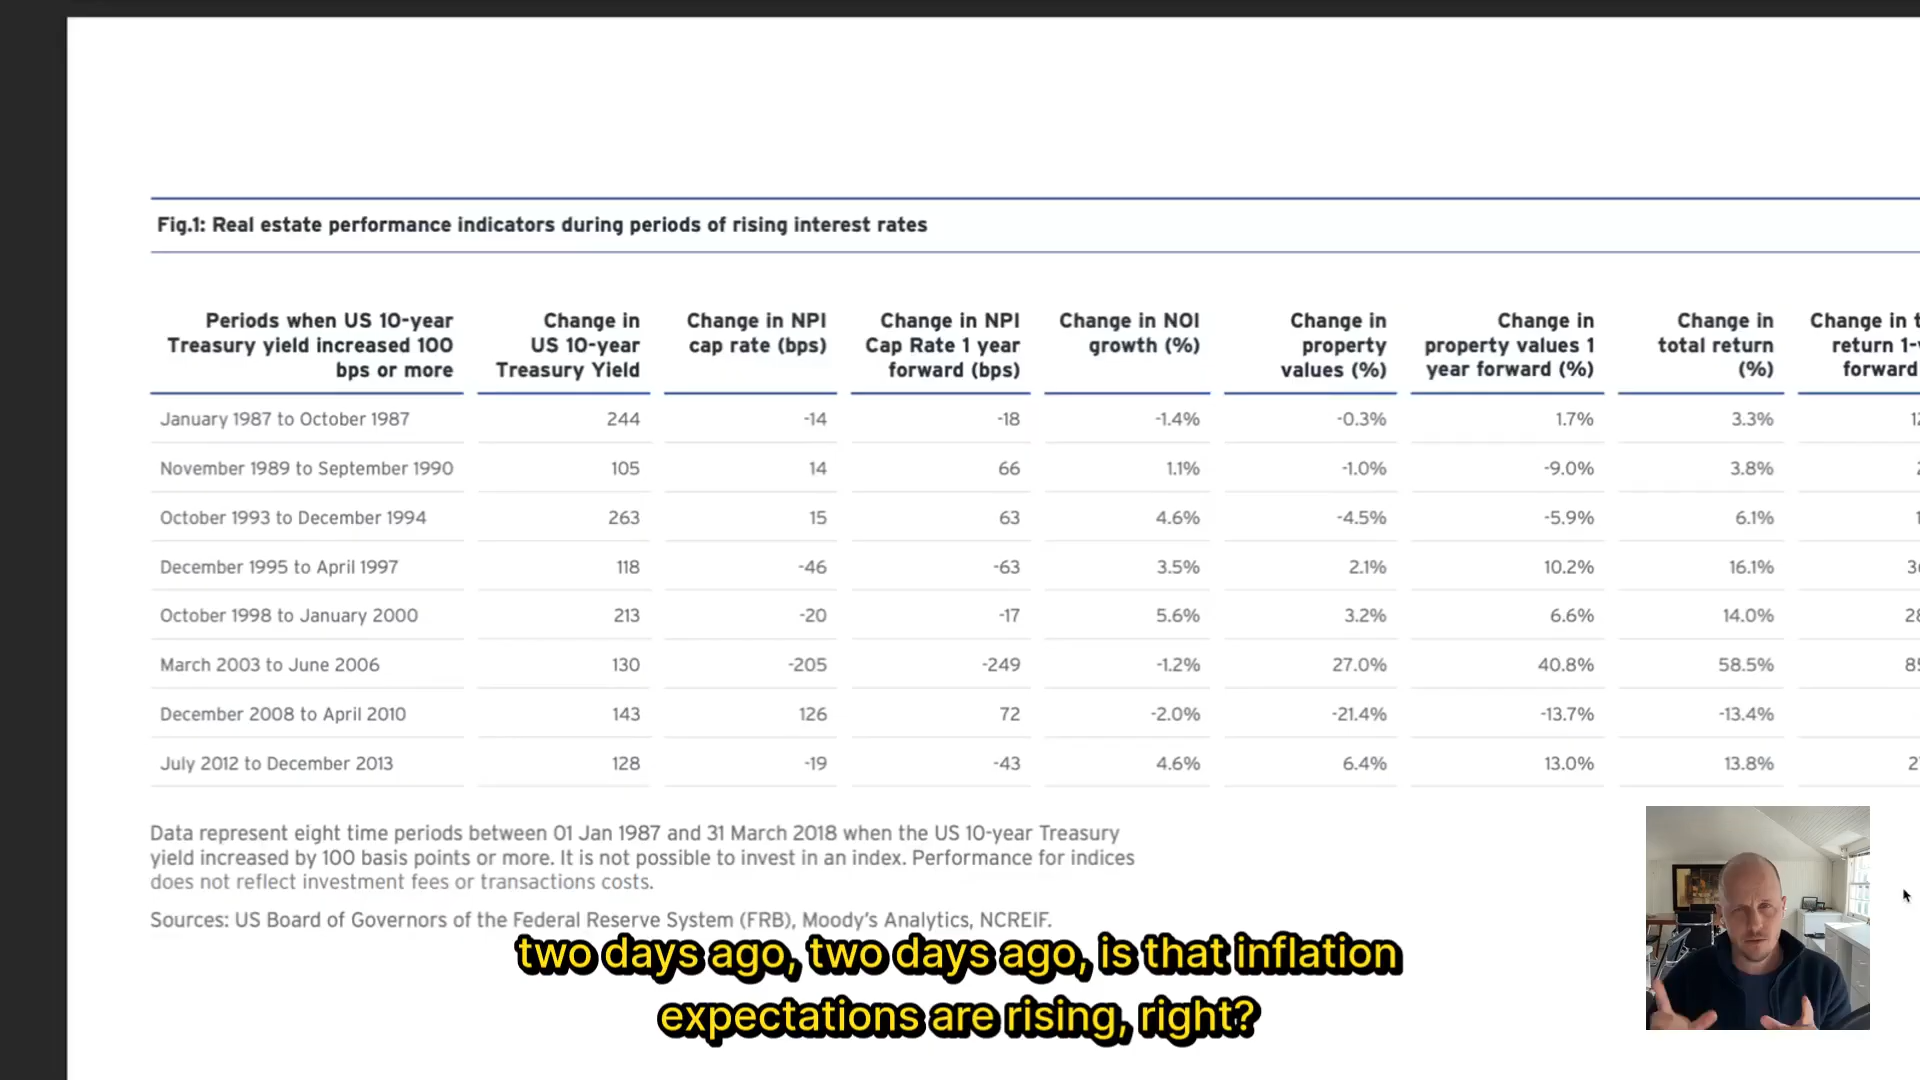 Fig.1: Real estate performance indicators during periods of rising interest rates
Periods when US 10-year Treasury yield increased 100 bps or more | Change in US 10-year Treasury Yield | Change in NPI cap rate (bps) | Change in NPI Cap Rate 1 year forward (bps) | Change in NOI growth (%) | Change in property values (%) | Change in property values 1 year forward (%) | Change in total return (%) | Change in return forward
January 1987 to October 1987 244 -14 -18 -1.4% -0.3% 1.7% 3.3%
November 1989 to September 1990 105 14 66 1.1% -1.0% -9.0% 3.8%
October 1993 to December 1994 263 15 63 4.6% -4.5% -5.9% 6.1%
December 1995 to April 1997 118 -46 -63 3.5% 2.1% 10.2% 16.1%
October 1998 to January 2000 213 -20 -17 5.6% 3.2% 6.6% 14.0%
March 2003 to June 2006 130 -205 -249 -1.2% 27.0% 40.8% 58.5%
December 2008 to April 2010 143 126 72 -2.0% -21.4% -13.7% -13.4%
July 2012 to December 2013 128 -19 -43 4.6% 6.4% 13.0% 13.8%
Data represent eight time periods between 01 Jan 1987 and 31 March 2018 when the US 10-year Treasury
yield increased by 100 basis points or more. It is not possible to invest in an index. Performance for indices
does not reflect investment fees or transactions costs.
Sources: US Board of Governors of the Federal Reserve System (FRB), Moody's Analytics, NCREIF.
two days ago, two days ago, is that inflation
expectations are rising, right?